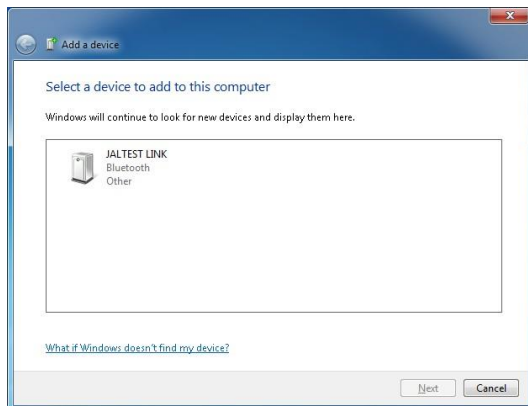 Add a device
Select a device to add to this computer
Windows will continue to look for new devices and display them here.
JALTEST LINK
Bluetooth
Other
What if Windows doesn't find my device?
Next Cancel